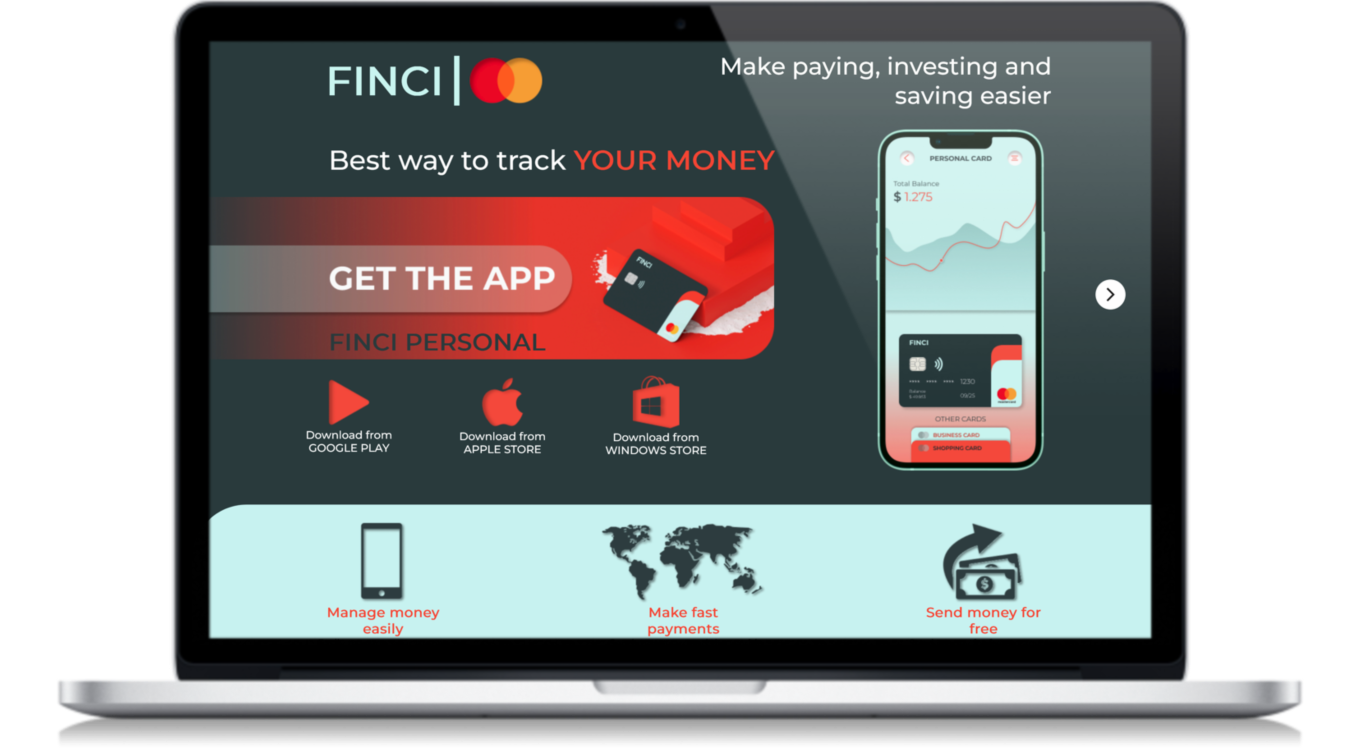 FINCI
Make paying, investing and
saving easier
Best way to track YOUR MONEY
GET THE APP
FINCI PERSONAL
FINCI
Download from
GOOGLE PLAY
Download from
APPLE STORE
Download from
WINDOWS STORE
PERSONAL CARD
Total Balance
$ 1.275
FINCI
1230
09/25
OTHER CARDS
BUSINESS CARD
SHOPPING CARD
Manage money
easily
Make fast
payments
Send money for
free